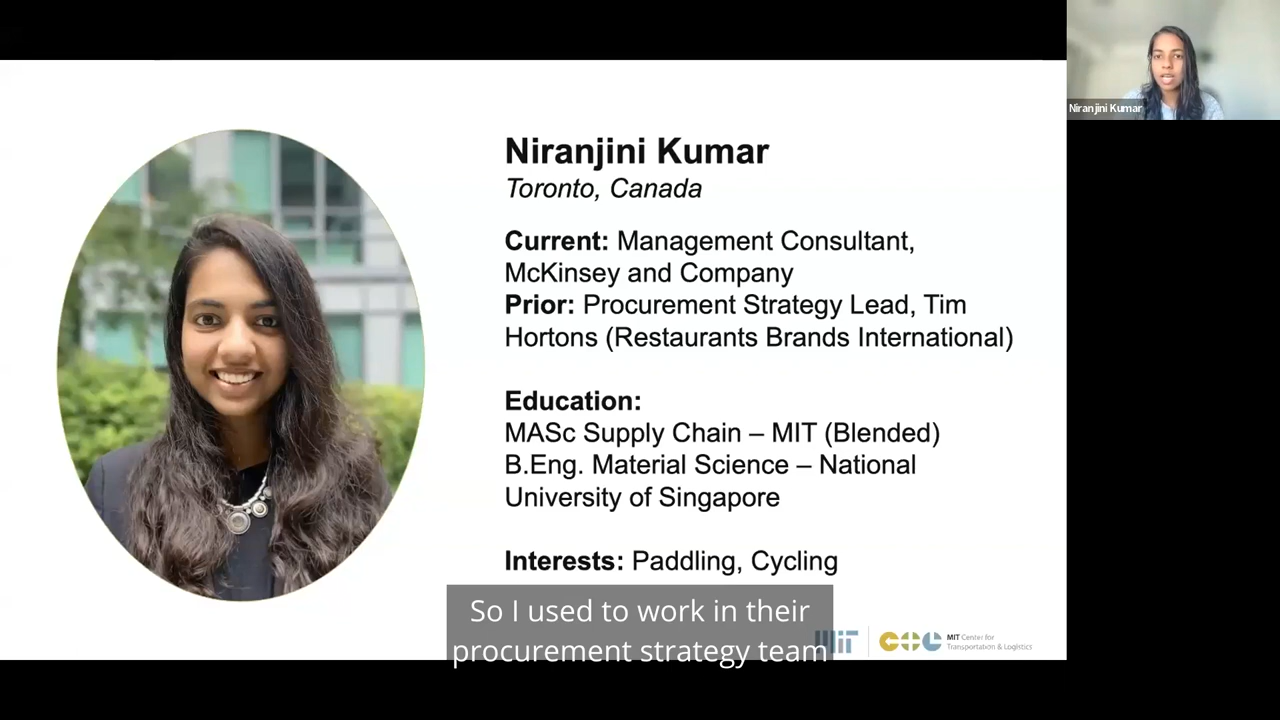 Niranjini Kumar
Niranjini Kumar
Toronto, Canada
Current: Management Consultant,
McKinsey and Company
Prior: Procurement Strategy Lead, Tim
Hortons (Restaurants Brands International)
Education:
MASc Supply Chain – MIT (Blended)
B.Eng. Material Science – National
University of Singapore
Interests: Paddling, Cycling
So I used to work in their
procurement strategy team
MIT
CTL
MIT Center for
Transportation & Logistics